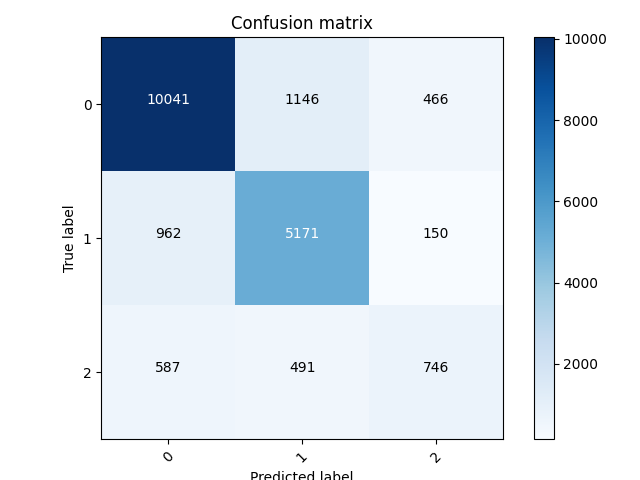 Confusion matrix
0 10041 1146 466
1 962 5171 150
2 587 491 746
0 1 2
True label
Predicted label
10000
8000
6000
4000
2000